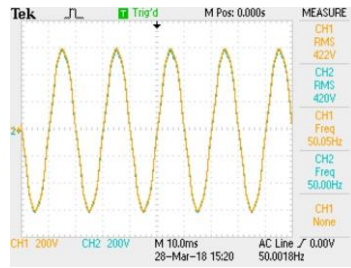 Tek Trig'd M Pos: 0.000s MEASURE
CH1
RMS
422V
CH2
RMS
420V
CH1
Freq
50.05Hz
CH2
Freq
50.00Hz
CH1
None
2
CH1 200V CH2 200V M 10.0ms AC Line 0.00V
28-Mar-18 15:20 50.0018Hz